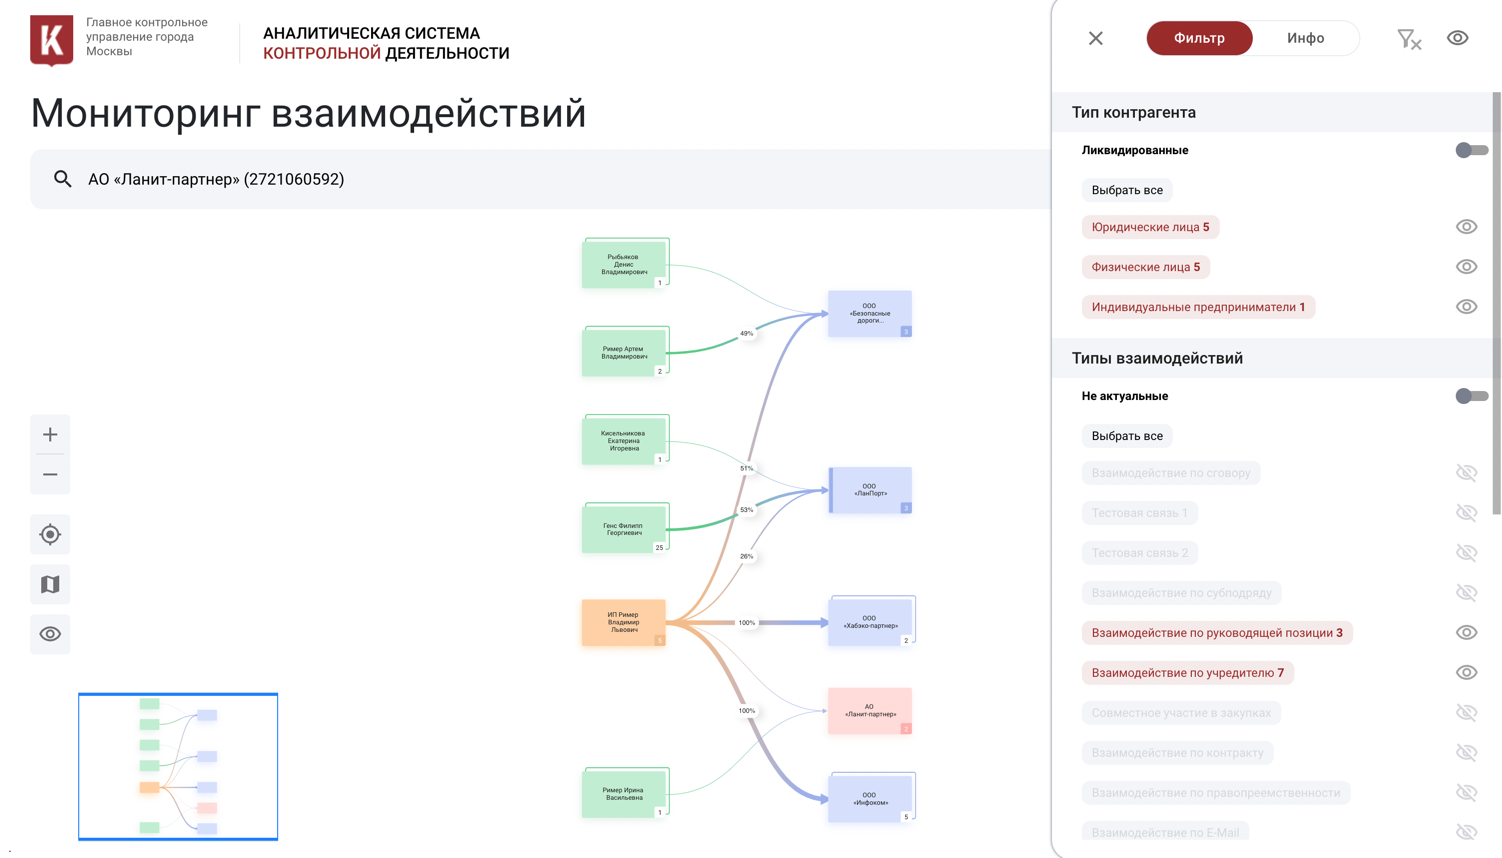 Главное контрольное
управление города
Москвы
АНАЛИТИЧЕСКАЯ СИСТЕМА
КОНТРОЛЬНОЙ ДЕЯТЕЛЬНОСТИ
Мониторинг взаимодействий
АО «Ланит-партнер» (2721060592)
Рыбьяков
Денис
Владимирович
1
Ример Артем
Владимирович
2
Кисельникова
Екатерина
Игоревна
1
Генс Филипп
Георгиевич
25
ИП Ример
Владимир
Львович
5
Ример Ирина
Васильевна
1
49%
51%
53%
26%
100%
100%
ООО
«Безопасные
дороги...
3
ООО
«ЛанПорт»
3
ООО
«Хабэко-партнер»
2
АО
«Ланит-партнер»
2
ООО
«Инфоком»
5
Фильтр
Инфо
Тип контрагента
Ликвидированные
Выбрать все
Юридические лица 5
Физические лица 5
Индивидуальные предприниматели 1
Типы взаимодействий
Не актуальные
Выбрать все
Взаимодействие по сговору
Тестовая связь 1
Тестовая связь 2
Взаимодействие по субподряду
Взаимодействие по руководящей позиции 3
Взаимодействие по учредителю 7
Совместное участие в закупках
Взаимодействие по контракту
Взаимодействие по правопреемственности
Взаимодействие по E-Mail